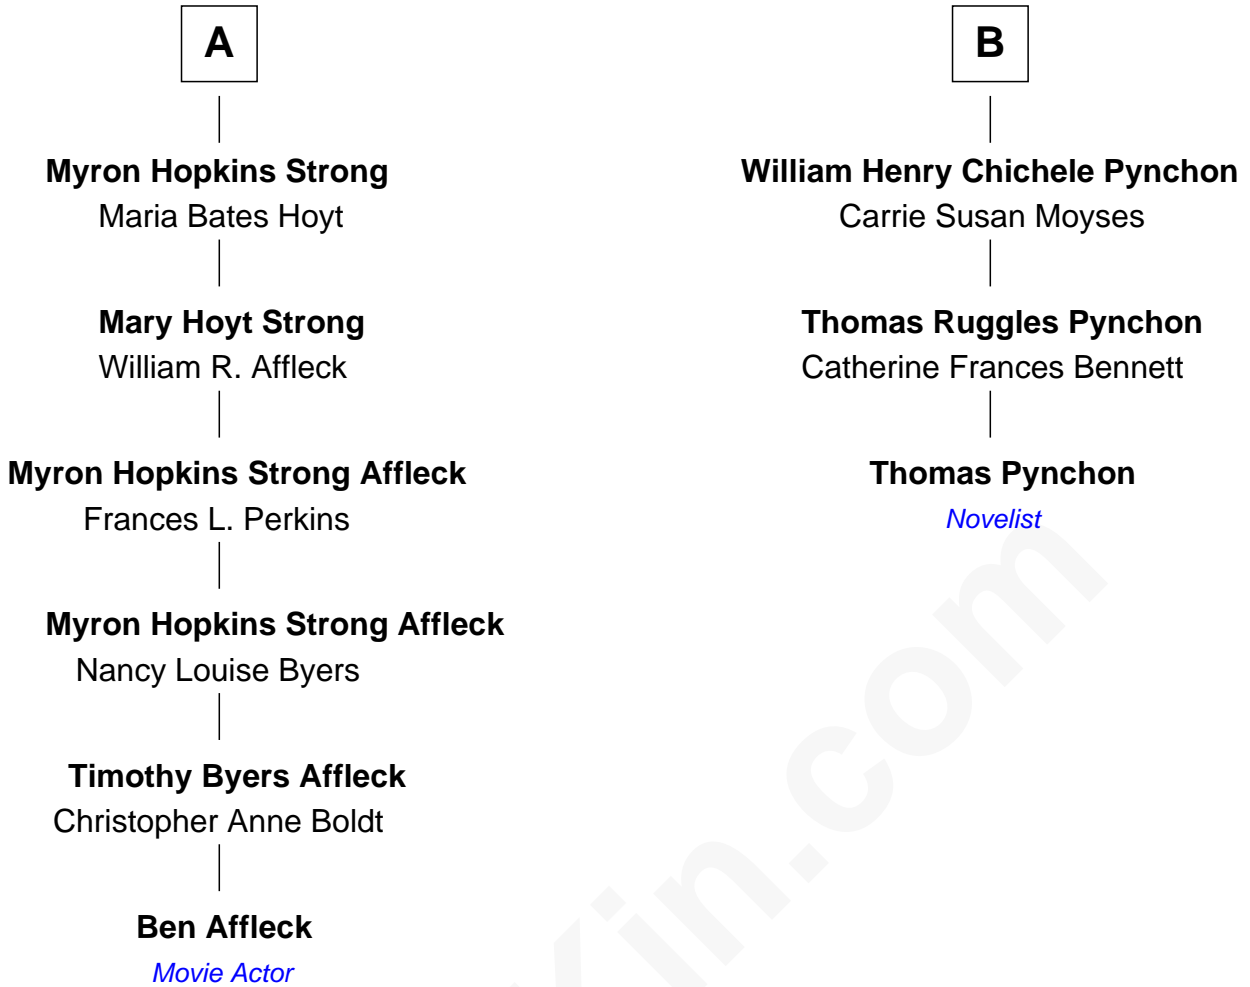 A
Myron Hopkins Strong
Maria Bates Hoyt
Mary Hoyt Strong
William R. Affleck
Myron Hopkins Strong Affleck
Frances L. Perkins
Myron Hopkins Strong Affleck
Nancy Louise Byers
Timothy Byers Affleck
Christopher Anne Boldt
Ben Affleck
Movie Actor
B
William Henry Chichele Pynchon
Carrie Susan Moyses
Thomas Ruggles Pynchon
Catherine Frances Bennett
Thomas Pynchon
Novelist
Kin.com